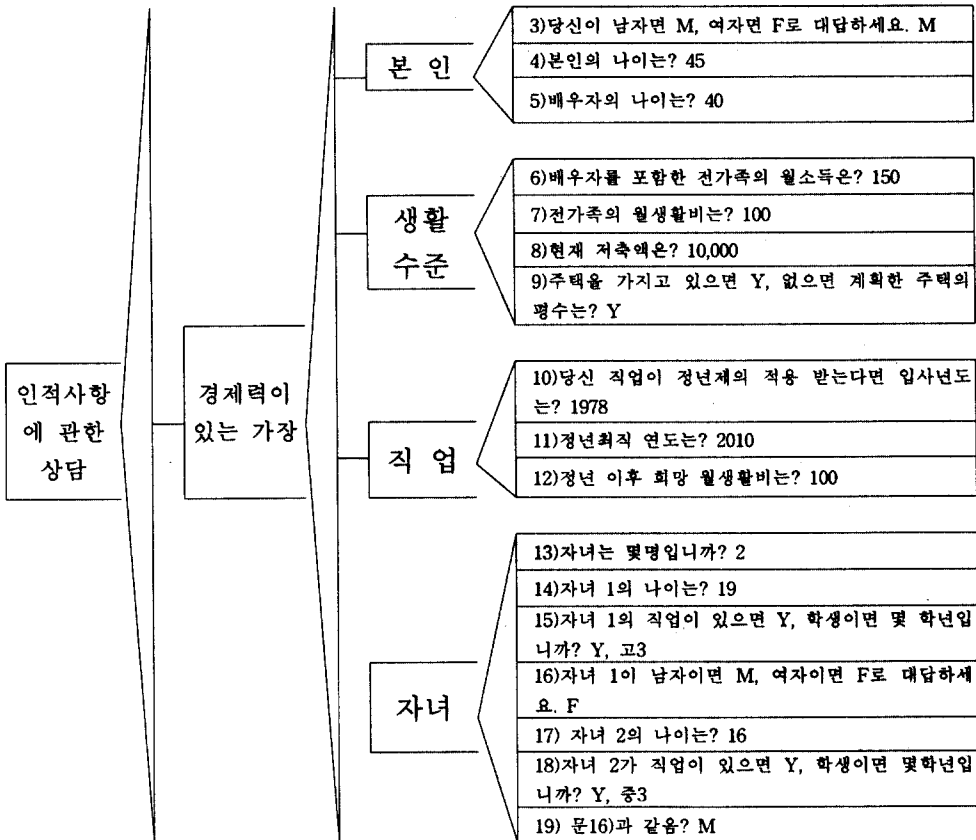 인적사항
에 관한
상담
경제력이
있는 가장
본 인
3)당신이 남자면 M, 여자면 F로 대답하세요. M
4)본인의 나이는? 45
5)배우자의 나이는? 40
생활
수준
6)배우자를 포함한 전가족의 월소득은? 150
7)전가족의 월생활비는? 100
8)현재 저축액은? 10,000
9)주택을 가지고 있으면 Y, 없으면 계획한 주택의
평수는? Y
직 업
10)당신 직업이 정년제의 적용 받는다면 입사년도
는? 1978
11)정년퇴직 연도는? 2010
12)정년 이후 희망 월생활비는? 100
자녀
13)자녀는 몇명입니까? 2
14)자녀 1의 나이는? 19
15)자녀 1의 직업이 있으면 Y, 학생이면 몇 학년입
니까? Y, 고3
16)자녀 1이 남자이면 M, 여자이면 F로 대답하세
요. F
17) 자녀 2의 나이는? 16
18)자녀 2가 직업이 있으면 Y, 학생이면 몇학년입
니까? Y, 중3
19) 문16)과 같음? M